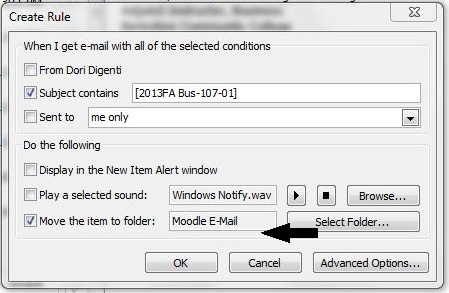 Create Rule
When I get e-mail with all of the selected conditions
From Dori Digenti
Subject contains [2013FA Bus-107-01]
Sent to me only
Do the following
Display in the New Item Alert window
Play a selected sound: Windows Notify.wav Browse...
Move the item to folder: Moodle E-Mail Select Folder...
OK Cancel Advanced Options...